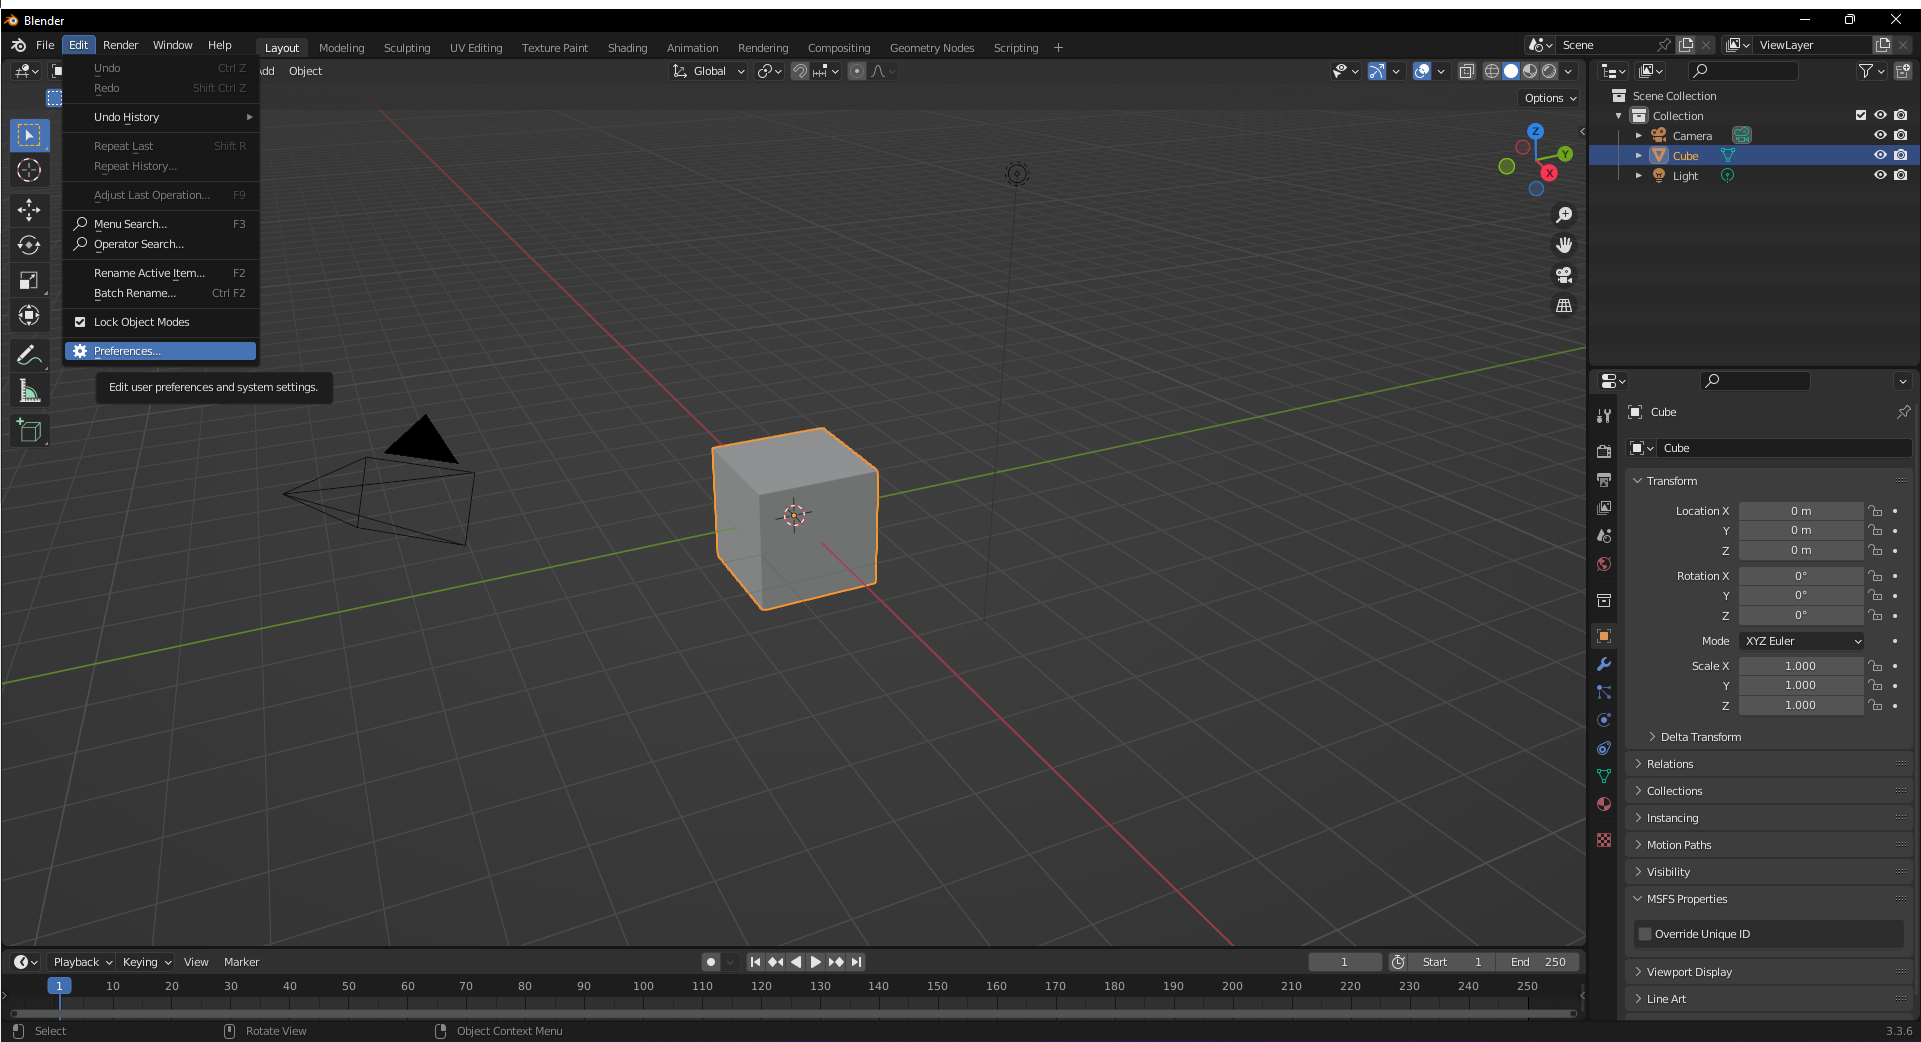 Blender
File Edit Render Window Help Layout Modeling Sculpting UV Editing Texture Paint Shading Animation Rendering Compositing Geometry Nodes Scripting + Scene ViewLayer
Object Global
Options
Undo Ctrl Z
Redo Shift Ctrl Z
Undo History
Repeat Last Shift R
Repeat History...
Adjust Last Operation... F9
Menu Search... F3
Operator Search...
Rename Active Item... F2
Batch Rename... Ctrl F2
Lock Object Modes
Preferences...
Edit user preferences and system settings.
Z
Y
X
Scene Collection
Collection
Camera
Cube
Light
Cube
Cube
Transform
Location X 0 m
Y 0 m
Z 0 m
Rotation X 0°
Y 0°
Z 0°
Mode XYZ Euler
Scale X 1.000
Y 1.000
Z 1.000
Delta Transform
Relations
Collections
Instancing
Motion Paths
Visibility
MSFS Properties
Override Unique ID
Viewport Display
Line Art
Playback Keying View Marker 1 Start 1 End 250
1 10 20 30 40 50 60 70 80 90 100 110 120 130 140 150 160 170 180 190 200 210 220 230 240 250
Select Rotate View Object Context Menu 3.3.6